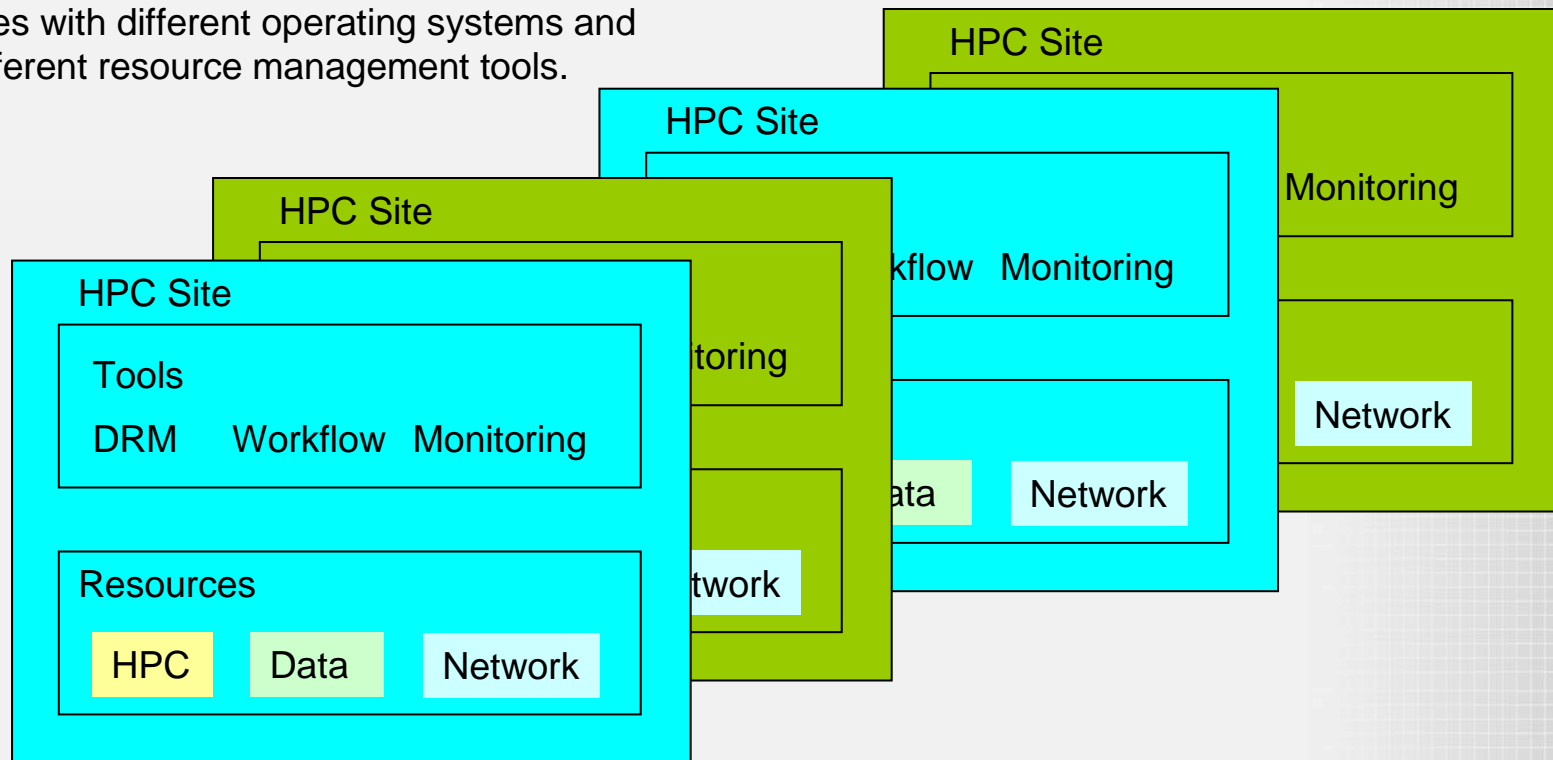 es with different operating systems and
ferent resource management tools.
HPC Site
Monitoring
Network
HPC Site
kflow Monitoring
ata Network
HPC Site
itoring
twork
HPC Site
Tools
DRM Workflow Monitoring
Resources
HPC Data Network